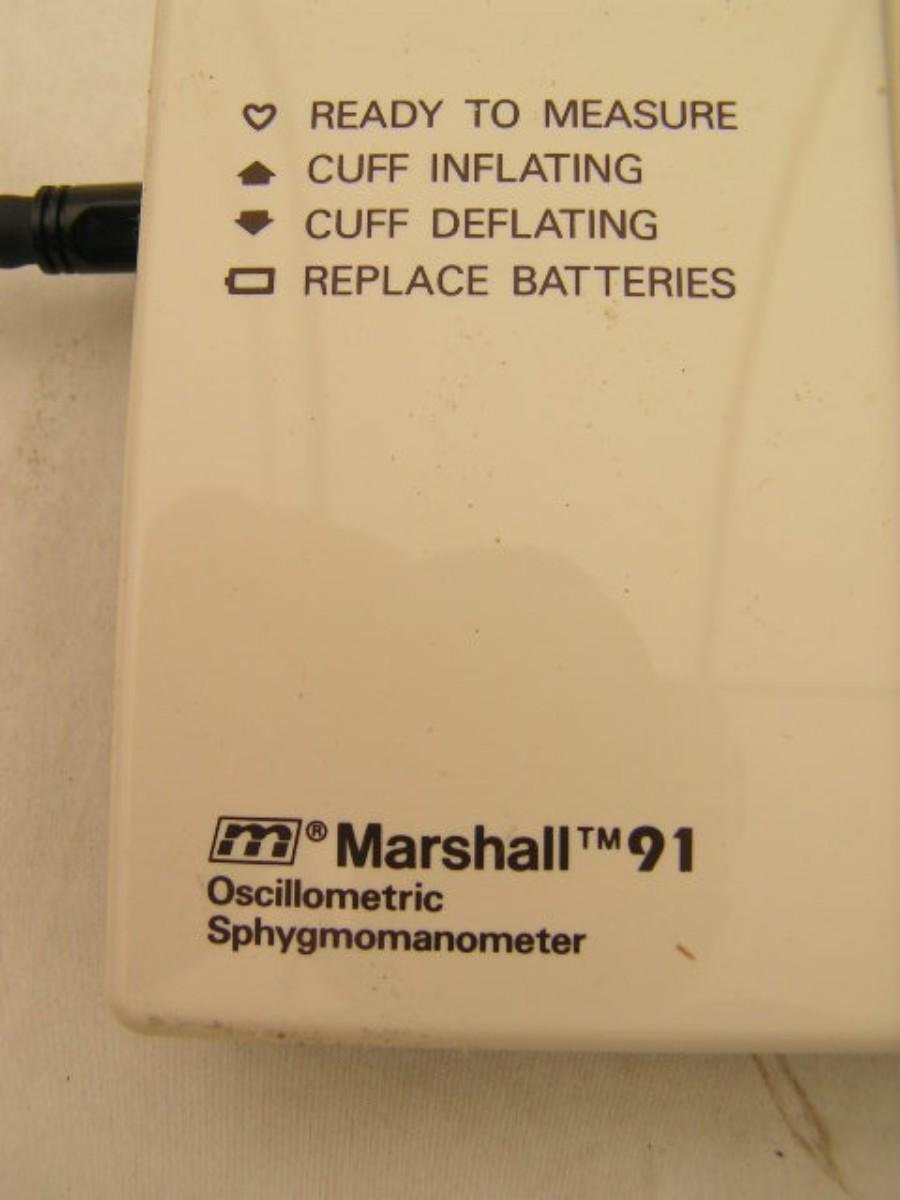 READY TO MEASURE
CUFF INFLATING
CUFF DEFLATING
REPLACE BATTERIES
m® Marshall™91
Oscillometric
Sphygmomanometer